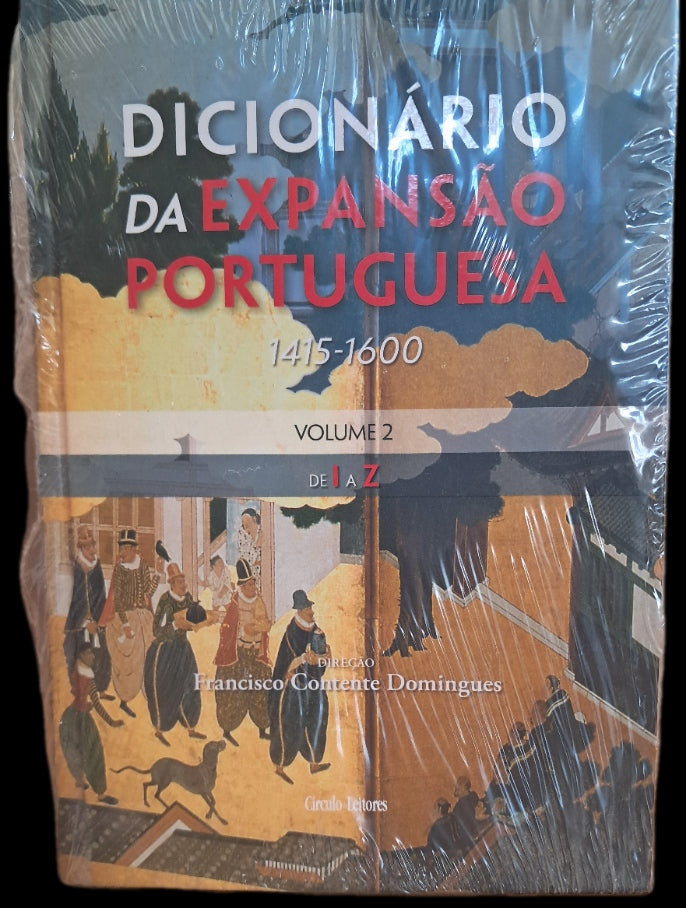 DICIONÁRIO
DA EXPANSÃO
PORTUGUESA
1415-1600
VOLUME 2
DE I A Z
DIREÇÃO
Francisco Contente Domingues
Círculo Leitores